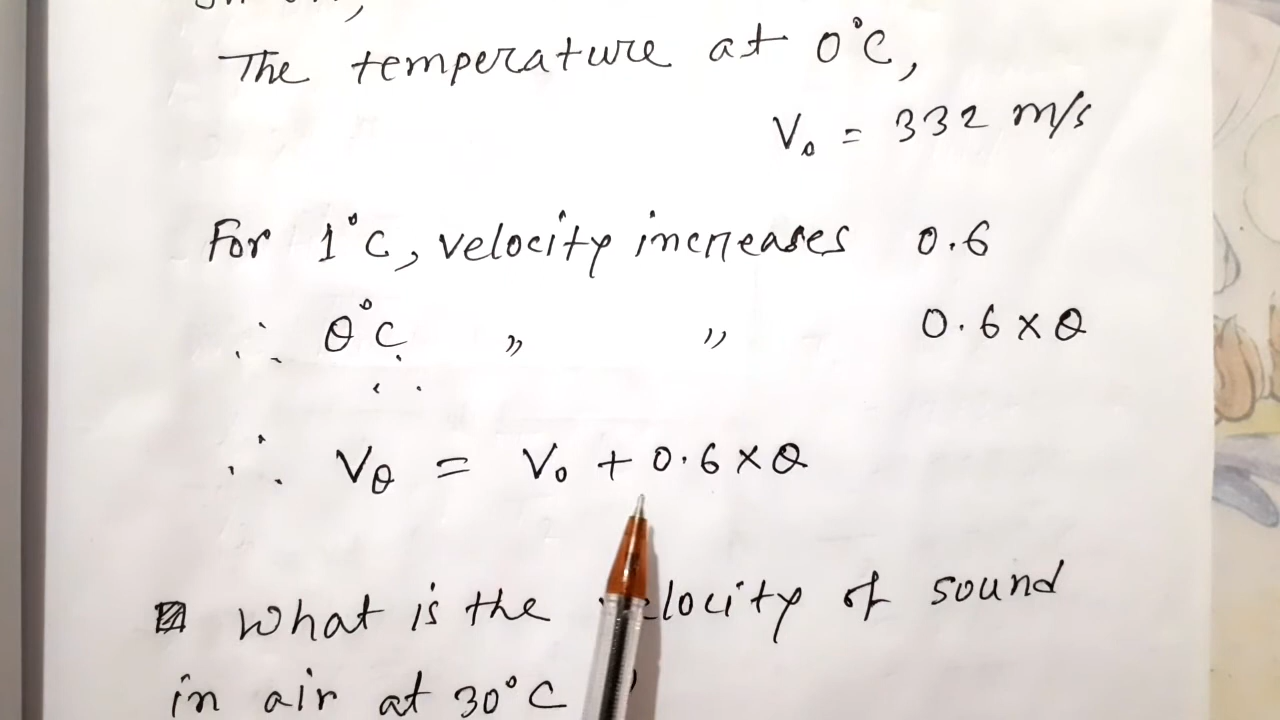 The temperature at 0°C,
V₀ = 332 m/s
For 1°C, velocity increases 0.6
∴ θ°C " " 0.6 × θ
∴ Vθ = V₀ + 0.6 × θ
What is the of sound
in air at 30°C